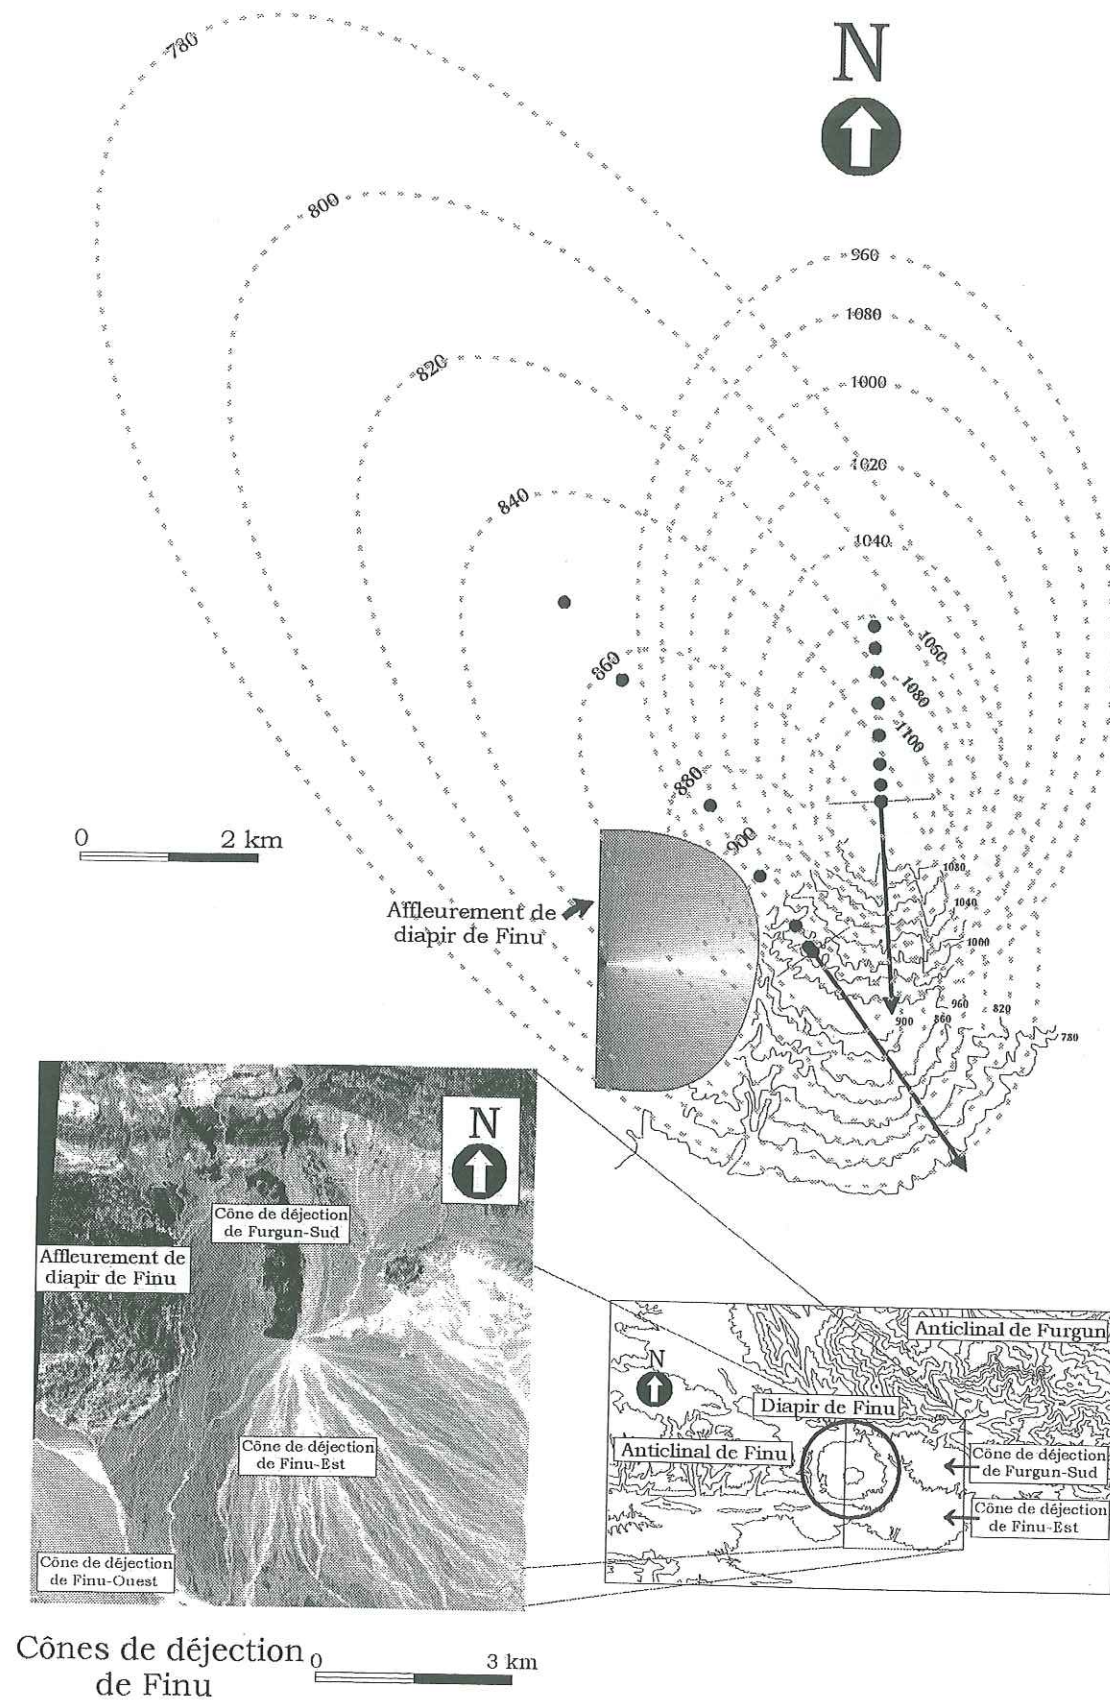 N
780
800
960
1080
1000
820
1020
840
1040
1060
860
1080
1100
880
0 2 km
900
1080
Affleurement de
diapir de Finu
1040
1000
960
820
900
860
780
N
Cône de déjection
de Furgun-Sud
Affleurement de
diapir de Finu
Cône de déjection
de Finu-Est
Cône de déjection
de Finu-Ouest
Anticlinal de Furgun
N
Diapir de Finu
Anticlinal de Finu
Cône de déjection
de Furgun-Sud
Cône de déjection
de Finu-Est
Cônes de déjection
de Finu
0 3 km